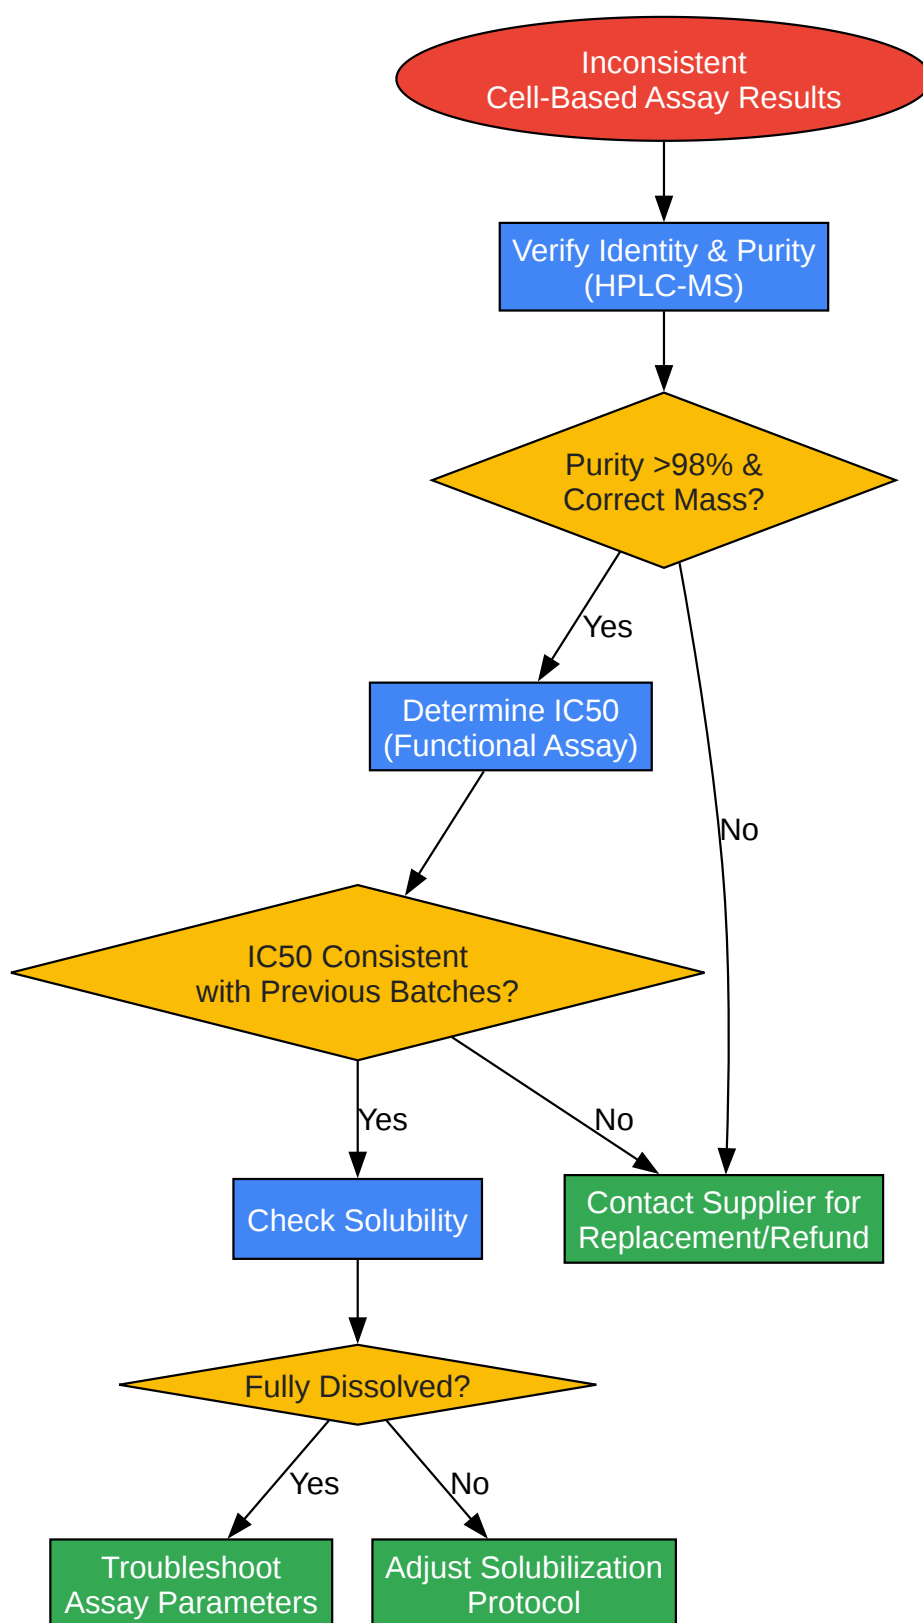 Inconsistent
Cell-Based Assay Results
Verify Identity & Purity
(HPLC-MS)
Purity >98% &
Correct Mass?
Yes
Determine IC50
(Functional Assay)
No
IC50 Consistent
with Previous Batches?
Yes
No
Check Solubility
Contact Supplier for
Replacement/Refund
Fully Dissolved?
Yes
No
Troubleshoot
Assay Parameters
Adjust Solubilization
Protocol